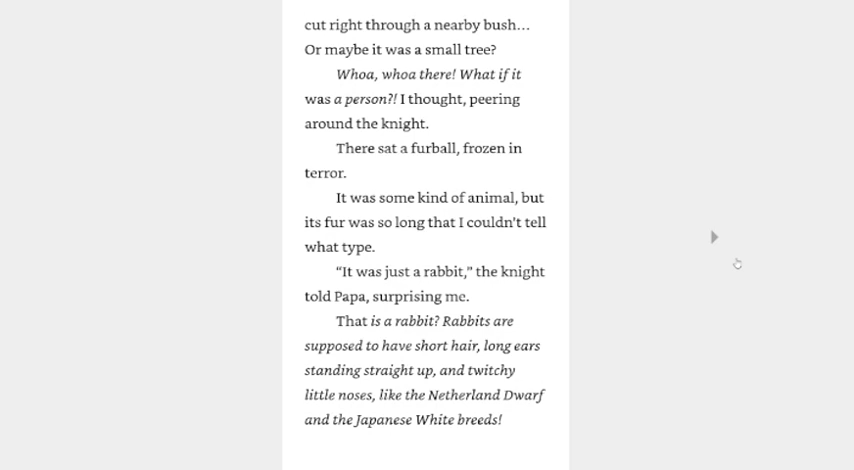 cut right through a nearby bush…
Or maybe it was a small tree?
Whoa, whoa there! What if it
was a person?! I thought, peering
around the knight.
There sat a furball, frozen in
terror.
It was some kind of animal, but
its fur was so long that I couldn't tell
what type.
“It was just a rabbit,” the knight
told Papa, surprising me.
That is a rabbit? Rabbits are
supposed to have short hair, long ears
standing straight up, and twitchy
little noses, like the Netherland Dwarf
and the Japanese White breeds!